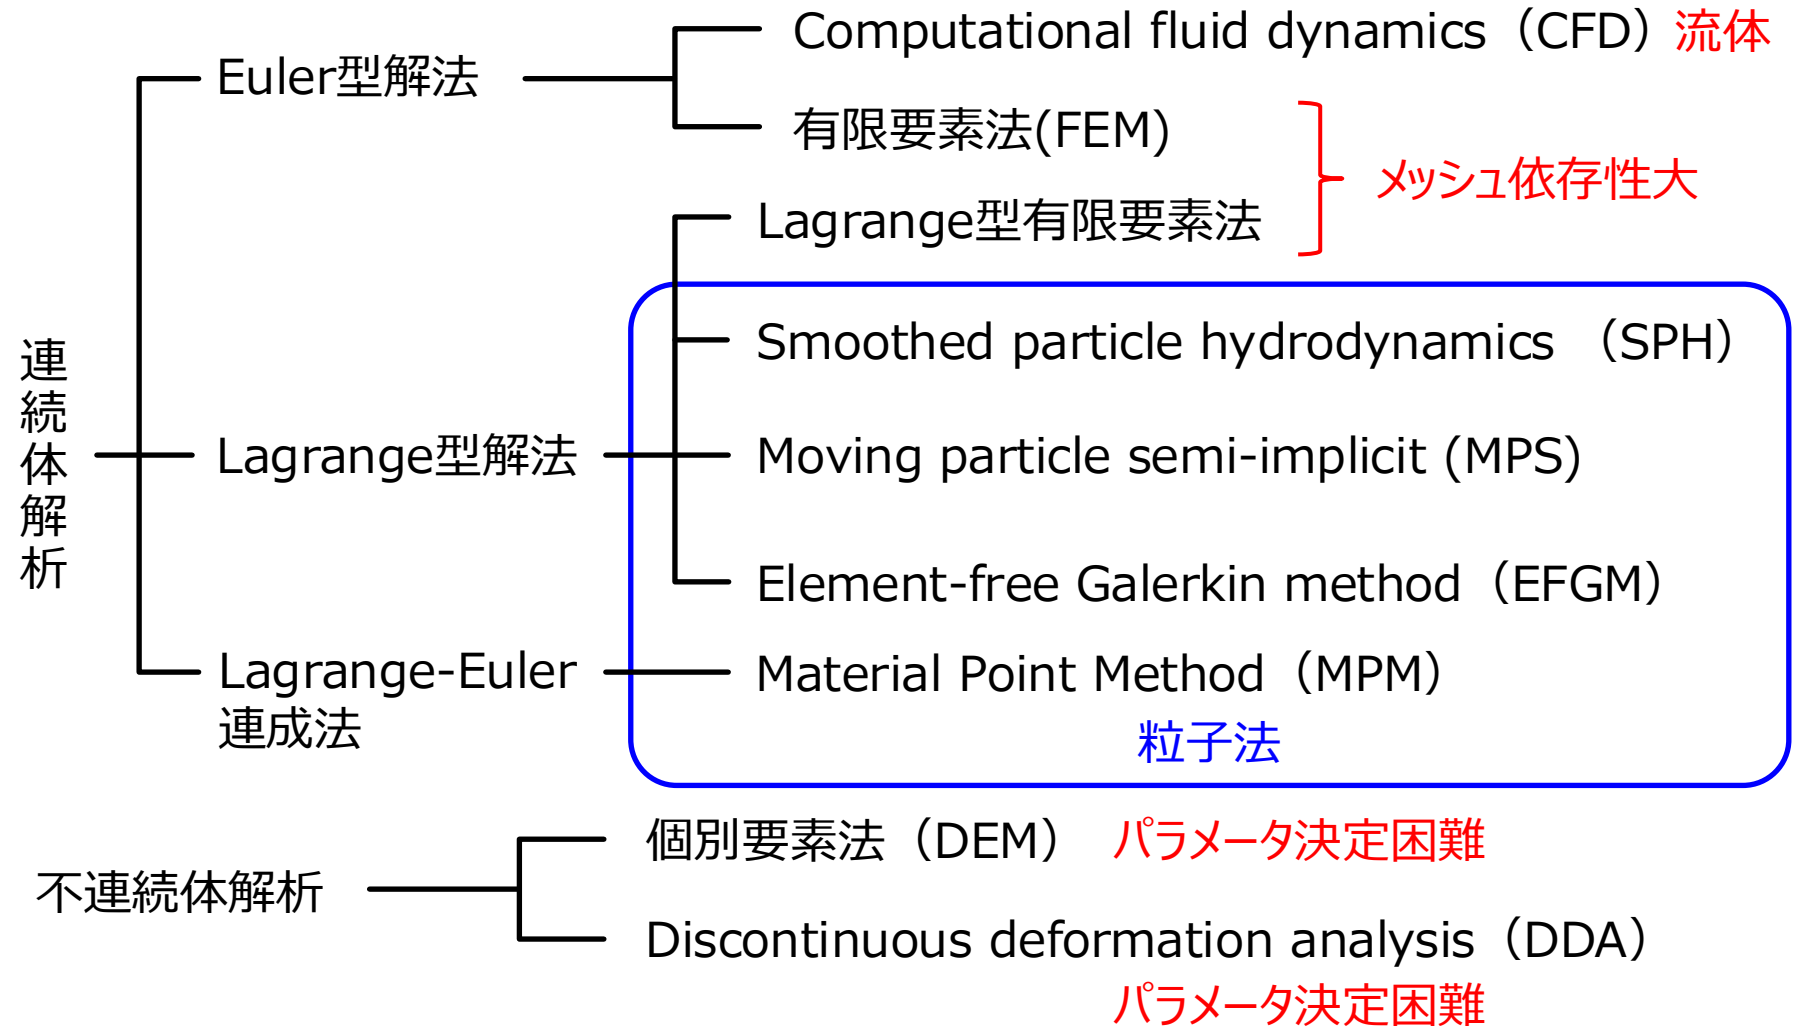 Computational fluid dynamics（CFD）流体
Euler型解法
有限要素法(FEM)
メッシュ依存性大
Lagrange型有限要素法
連続体解析
Smoothed particle hydrodynamics （SPH）
Lagrange型解法
Moving particle semi-implicit (MPS)
Element-free Galerkin method（EFGM）
Lagrange-Euler
連成法
Material Point Method（MPM）
粒子法
不連続体解析
個別要素法（DEM） パラメータ決定困難
Discontinuous deformation analysis（DDA）
パラメータ決定困難